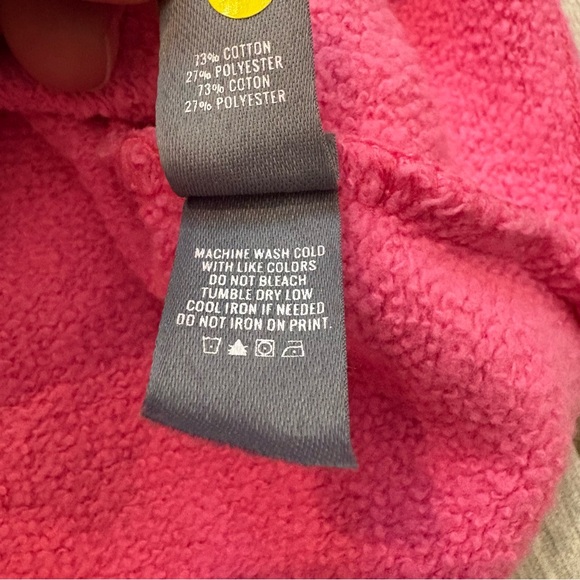 73% COTTON
27% POLYESTER
73% COTON
27% POLYESTER
MACHINE WASH COLD
WITH LIKE COLORS
DO NOT BLEACH
TUMBLE DRY LOW
COOL IRON IF NEEDED
DO NOT IRON ON PRINT.